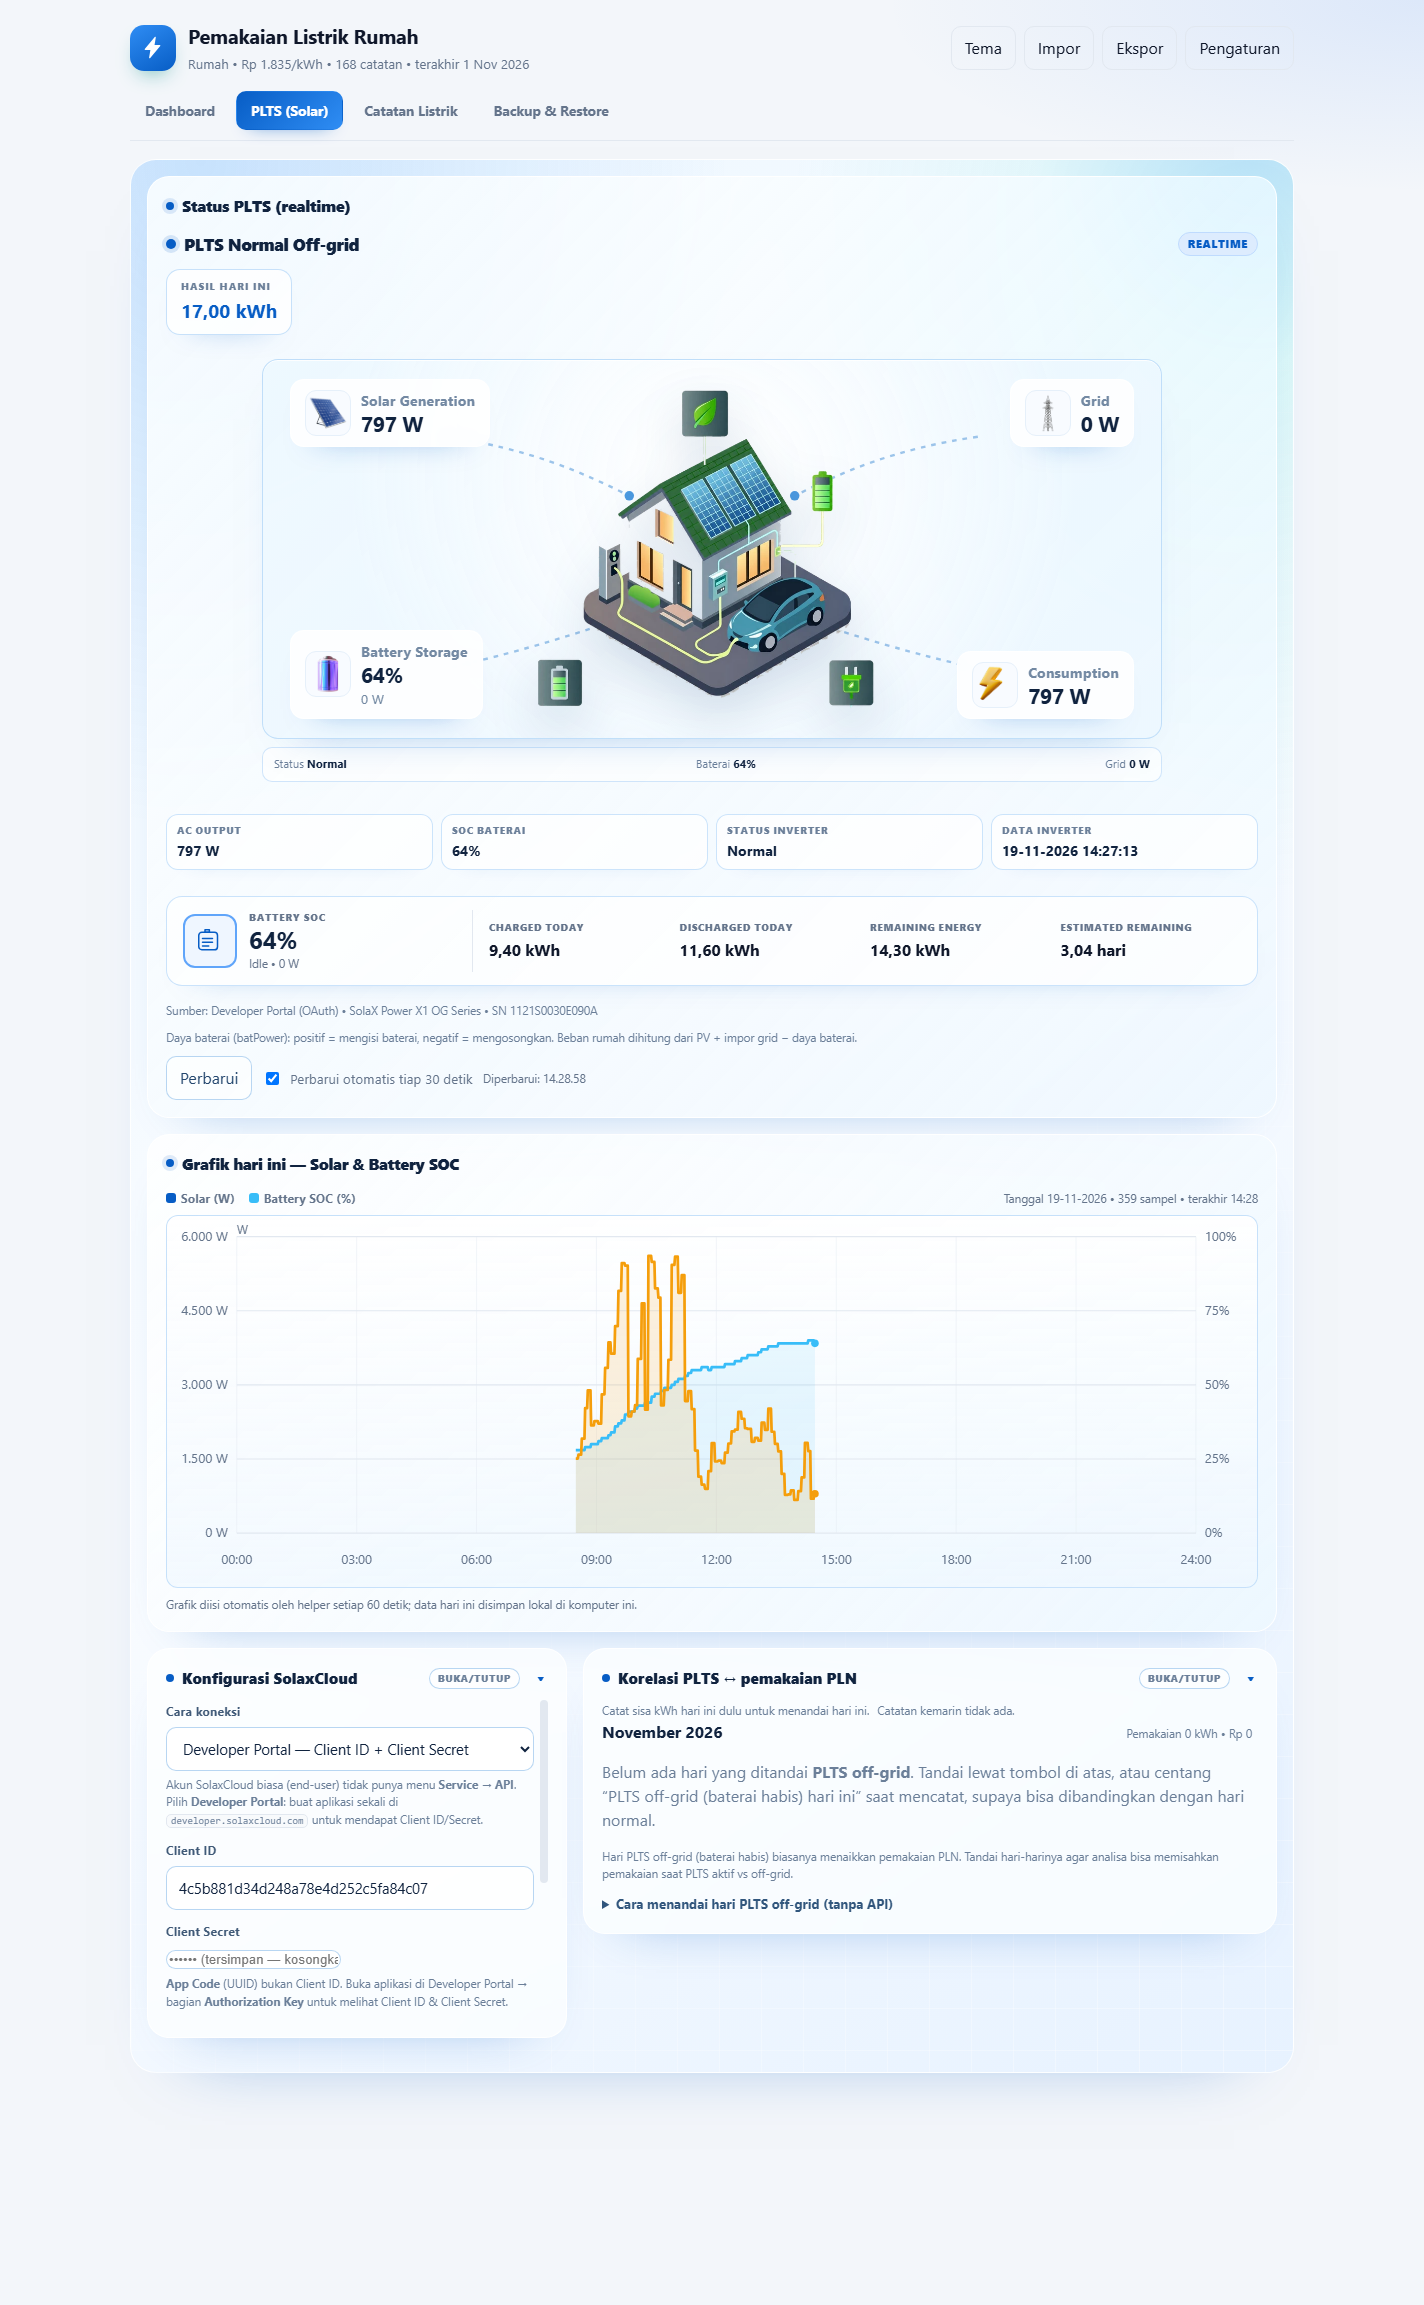 Pemakaian Listrik Rumah
Rumah • Rp 1.835/kWh • 168 catatan • terakhir 1 Nov 2026
Tema
Impor
Ekspor
Pengaturan
Dashboard
PLTS (Solar)
Catatan Listrik
Backup & Restore
Status PLTS (realtime)
PLTS Normal Off-grid
REALTIME
HASIL HARI INI
17,00 kWh
Solar Generation
797 W
Grid
0 W
Battery Storage
64%
0 W
Consumption
797 W
Status Normal
Baterai 64%
Grid 0 W
AC OUTPUT
797 W
SOC BATERAI
64%
STATUS INVERTER
Normal
DATA INVERTER
19-11-2026 14:27:13
BATTERY SOC
64%
Idle • 0 W
CHARGED TODAY
9,40 kWh
DISCHARGED TODAY
11,60 kWh
REMAINING ENERGY
14,30 kWh
ESTIMATED REMAINING
3,04 hari
Sumber: Developer Portal (OAuth) • SolaX Power X1 OG Series • SN 1121S0030E090A
Daya baterai (batPower): positif = mengisi baterai, negatif = mengosongkan. Beban rumah dihitung dari PV + impor grid − daya baterai.
Perbarui
Perbarui otomatis tiap 30 detik
Diperbarui: 14.28.58
Grafik hari ini — Solar & Battery SOC
Solar (W)
Battery SOC (%)
Tanggal 19-11-2026 • 359 sampel • terakhir 14:28
W
6.000 W
100%
4.500 W
75%
3.000 W
50%
1.500 W
25%
0 W
0%
00:00
03:00
06:00
09:00
12:00
15:00
18:00
21:00
24:00
Grafik diisi otomatis oleh helper setiap 60 detik; data hari ini disimpan lokal di komputer ini.
Konfigurasi SolaxCloud
BUKA/TUTUP
Cara koneksi
Developer Portal — Client ID + Client Secret
Akun SolaxCloud biasa (end-user) tidak punya menu Service → API.
Pilih Developer Portal: buat aplikasi sekali di
developer.solaxcloud.com untuk mendapat Client ID/Secret.
Client ID
4c5b881d34d248a78e4d252c5fa84c07
Client Secret
•••••• (tersimpan — kosongka
App Code (UUID) bukan Client ID. Buka aplikasi di Developer Portal →
bagian Authorization Key untuk melihat Client ID & Client Secret.
Korelasi PLTS ↔ pemakaian PLN
BUKA/TUTUP
Catat sisa kWh hari ini dulu untuk menandai hari ini. Catatan kemarin tidak ada.
November 2026
Pemakaian 0 kWh • Rp 0
Belum ada hari yang ditandai PLTS off-grid. Tandai lewat tombol di atas, atau centang
“PLTS off-grid (baterai habis) hari ini” saat mencatat, supaya bisa dibandingkan dengan hari
normal.
Hari PLTS off-grid (baterai habis) biasanya menaikkan pemakaian PLN. Tandai hari-harinya agar analisa bisa memisahkan
pemakaian saat PLTS aktif vs off-grid.
Cara menandai hari PLTS off-grid (tanpa API)